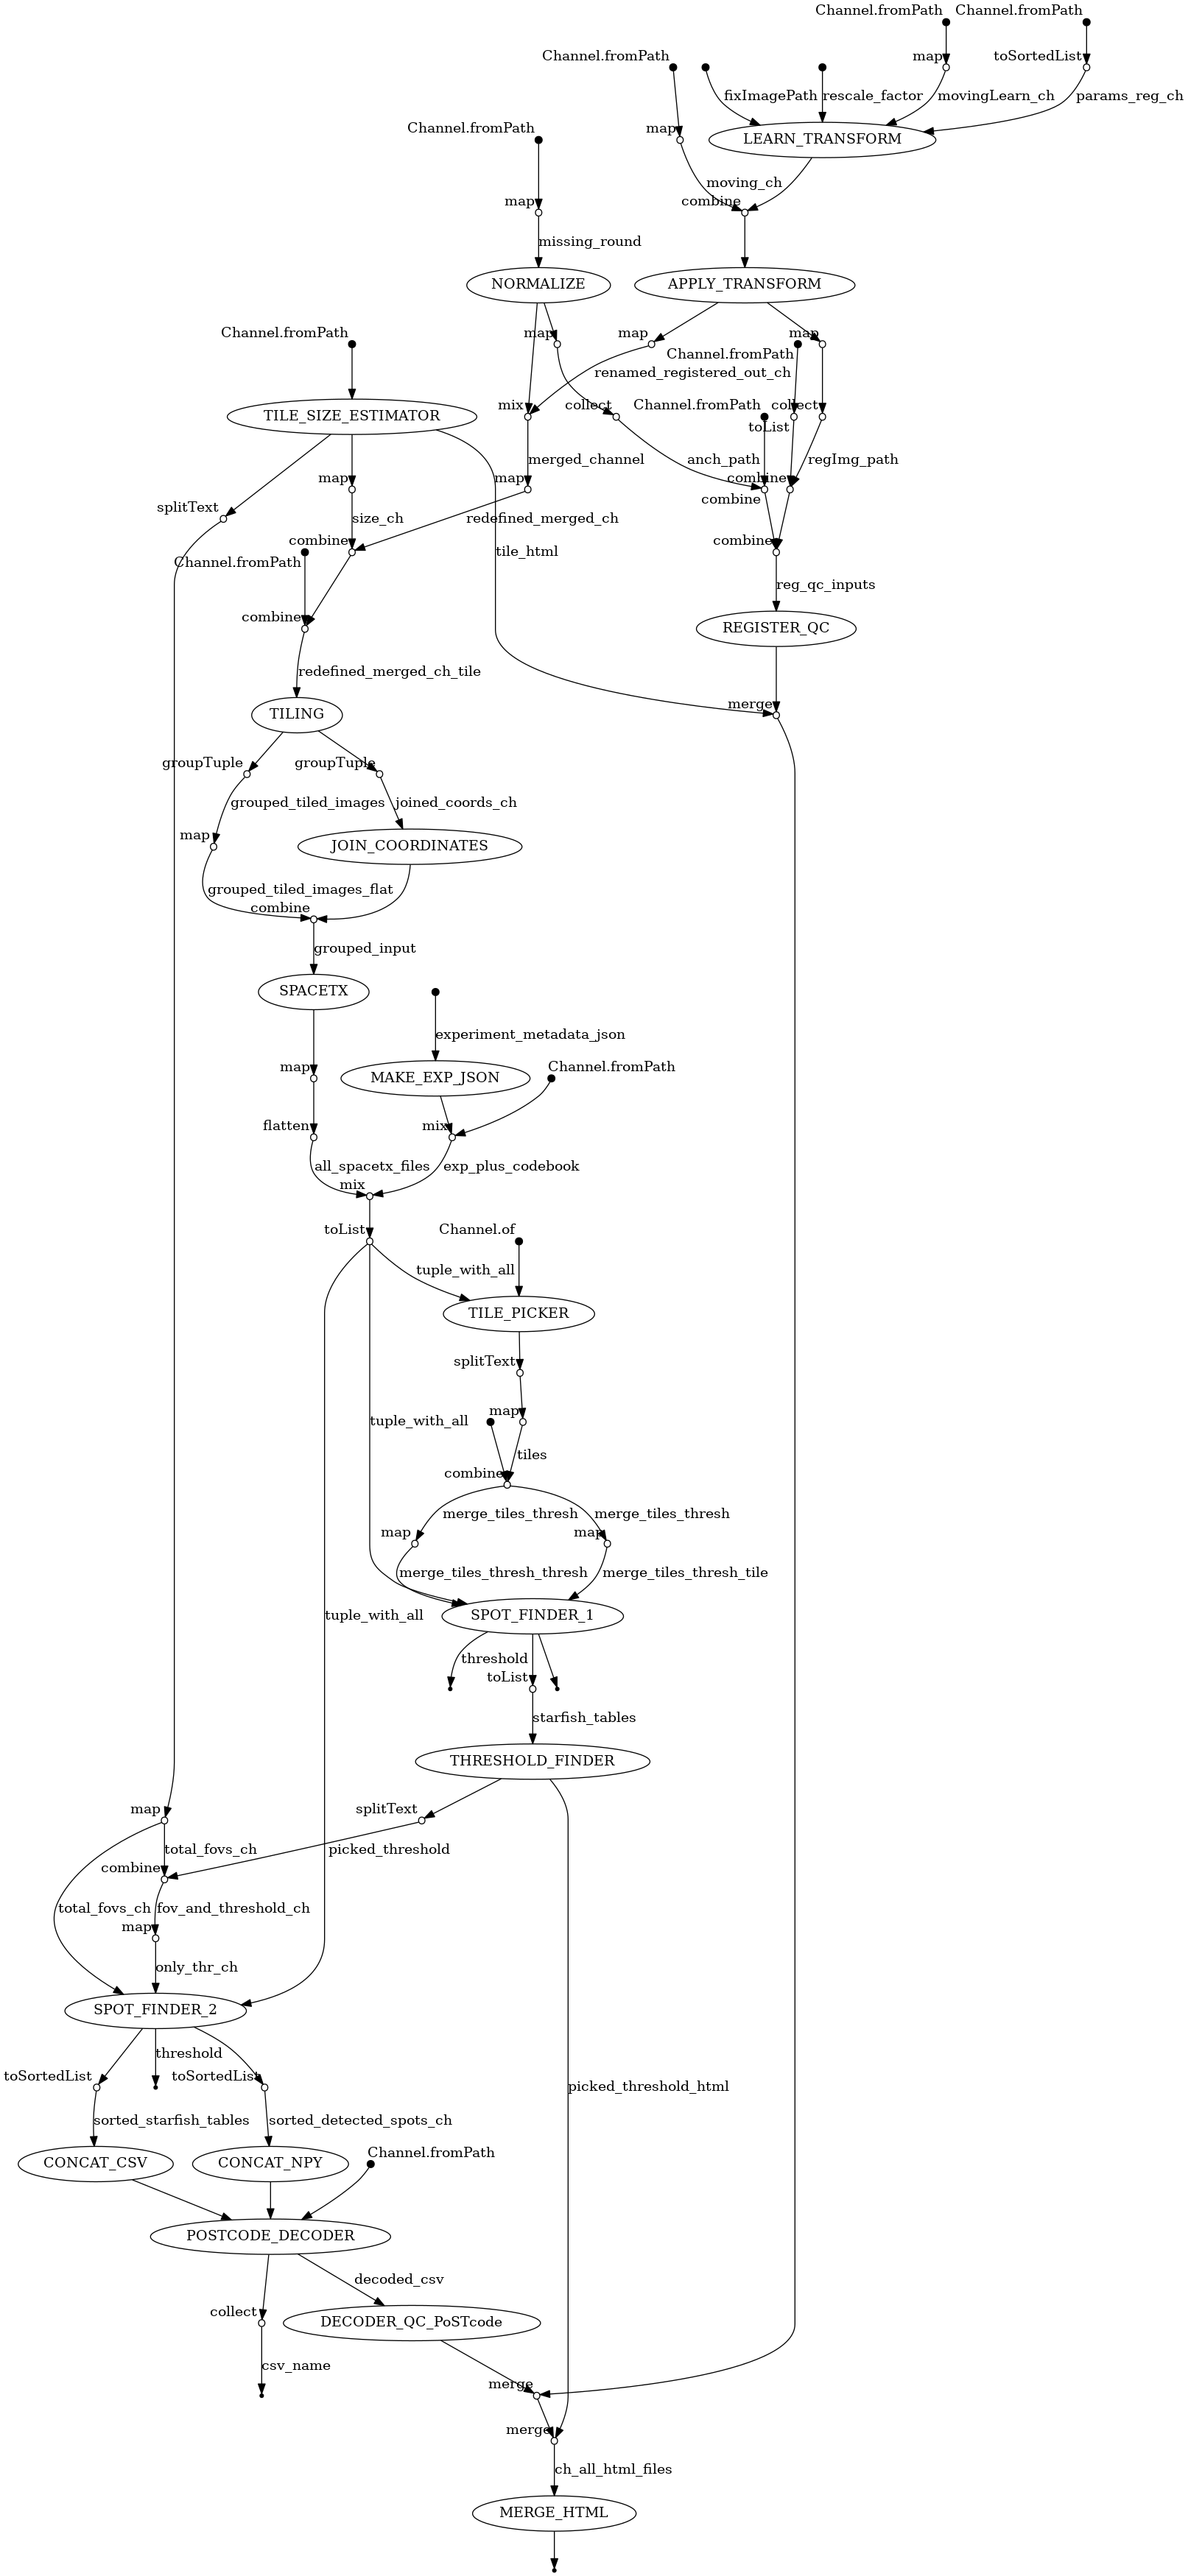 Channel.fromPath
Channel.fromPath
Channel.fromPath
map
toSortedList
fixImagePath
rescale_factor
movingLearn_ch
params_reg_ch
Channel.fromPath
map
LEARN_TRANSFORM
moving_ch
map
combine
missing_round
NORMALIZE
APPLY_TRANSFORM
Channel.fromPath
map
map
map
Channel.fromPath
renamed_registered_out_ch
mix
collect
Channel.fromPath
collect
TILE_SIZE_ESTIMATOR
toList
merged_channel
anch_path
regImg_path
map
map
combine
combine
splitText
size_ch
redefined_merged_ch
combine
combine
tile_html
Channel.fromPath
reg_qc_inputs
combine
REGISTER_QC
redefined_merged_ch_tile
merge
TILING
groupTuple
groupTuple
grouped_tiled_images
joined_coords_ch
map
JOIN_COORDINATES
grouped_tiled_images_flat
combine
grouped_input
SPACETX
experiment_metadata_json
map
MAKE_EXP_JSON
Channel.fromPath
flatten
mix
all_spacetx_files
exp_plus_codebook
mix
toList
Channel.of
tuple_with_all
TILE_PICKER
splitText
map
tuple_with_all
tiles
combine
merge_tiles_thresh
merge_tiles_thresh
map
map
merge_tiles_thresh_thresh
merge_tiles_thresh_tile
tuple_with_all
SPOT_FINDER_1
threshold
toList
starfish_tables
THRESHOLD_FINDER
map
splitText
total_fovs_ch
picked_threshold
combine
total_fovs_ch
fov_and_threshold_ch
map
only_thr_ch
SPOT_FINDER_2
threshold
toSortedList
toSortedList
picked_threshold_html
sorted_starfish_tables
sorted_detected_spots_ch
Channel.fromPath
CONCAT_CSV
CONCAT_NPY
POSTCODE_DECODER
decoded_csv
collect
DECODER_QC_PoSTcode
csv_name
merge
merge
ch_all_html_files
MERGE_HTML